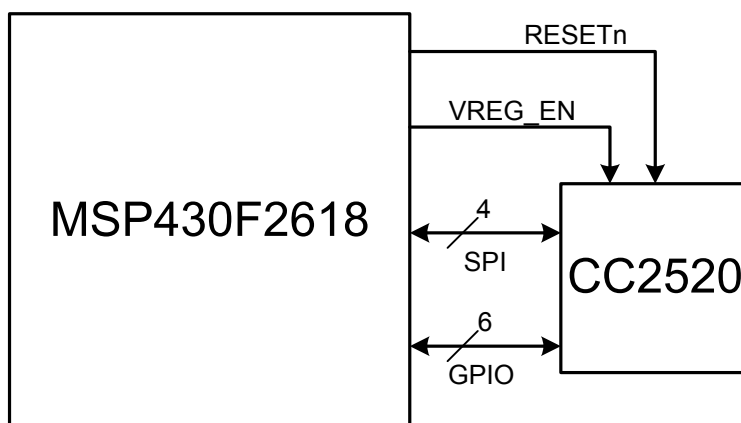 RESETn
VREG_EN
MSP430F2618
4
SPI
CC2520
6
GPIO